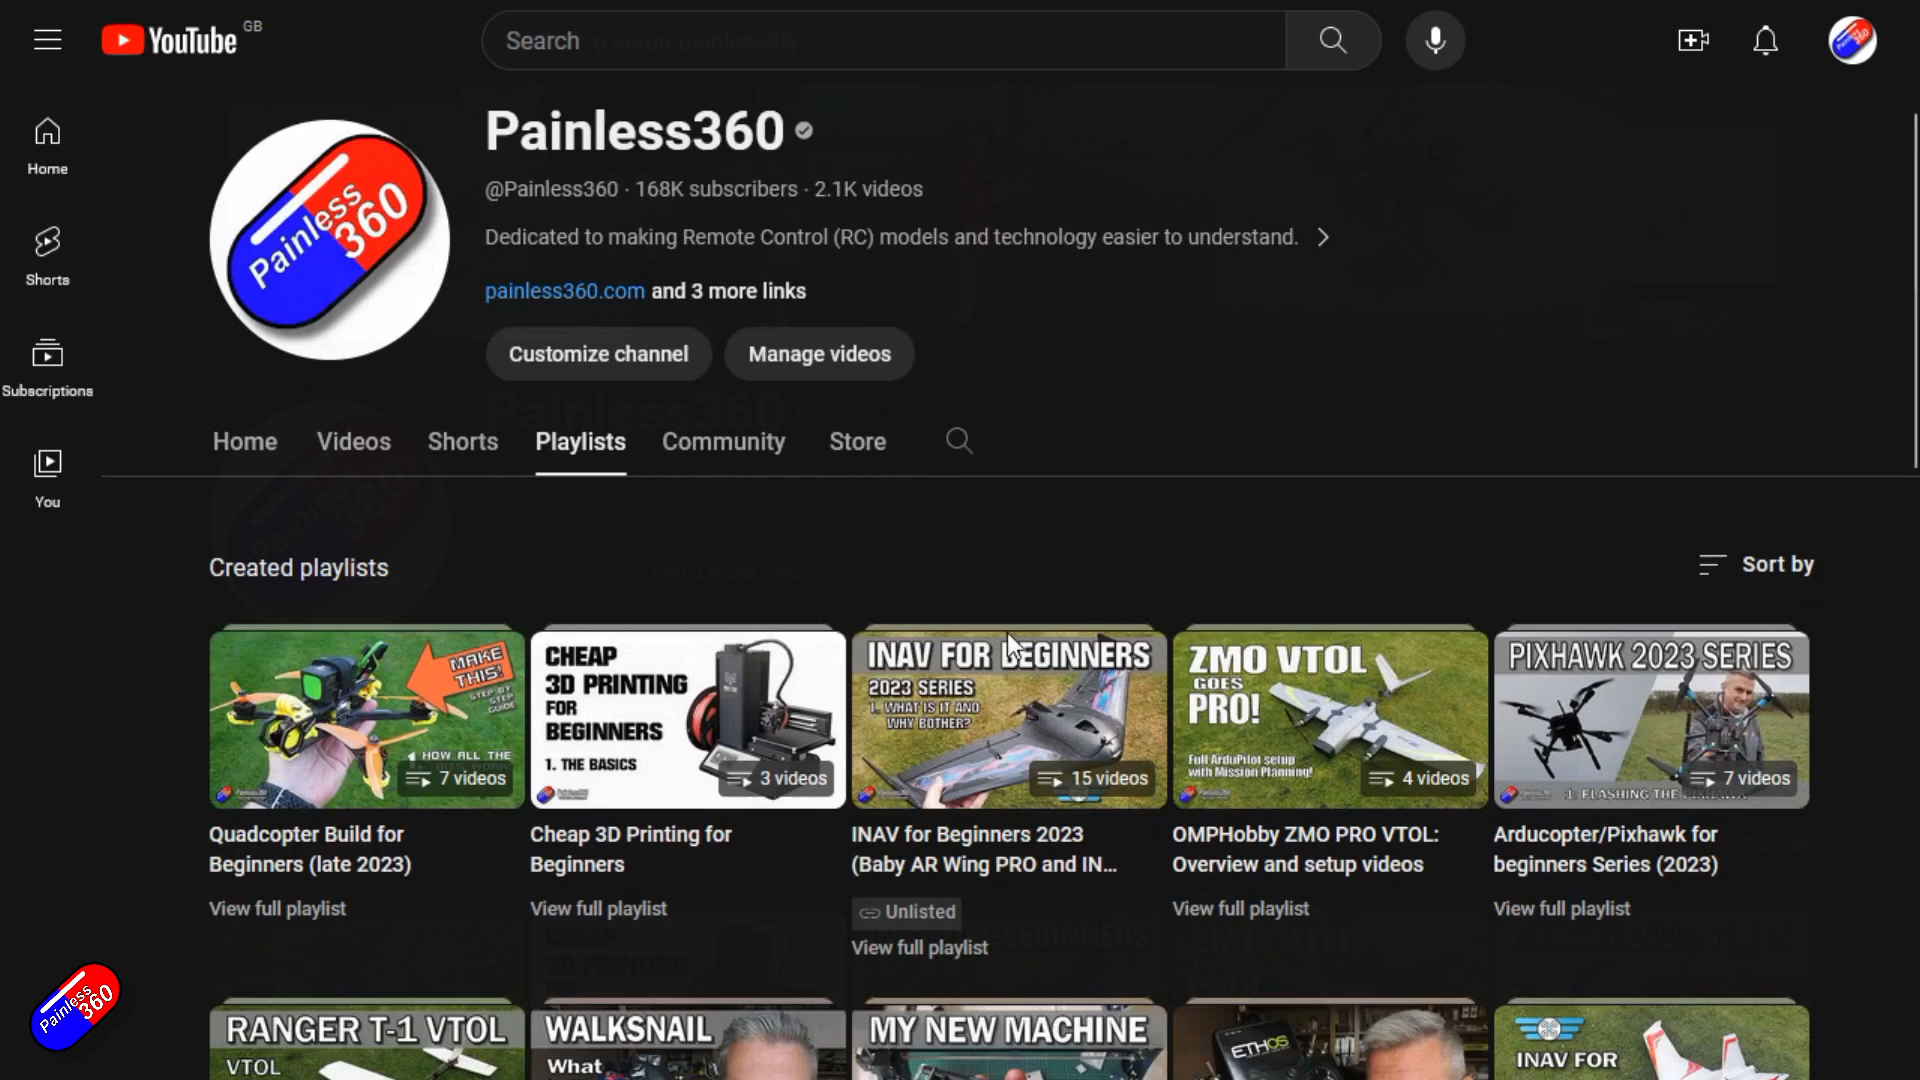 YouTube GB
Search
Home
Shorts
Subscriptions
You
Painless 360
Painless360
@Painless360 · 168K subscribers · 2.1K videos
Dedicated to making Remote Control (RC) models and technology easier to understand.
painless360.com and 3 more links
Customize channel
Manage videos
Home
Videos
Shorts
Playlists
Community
Store
Created playlists
Sort by
MAKE THIS!
STEP BY
STEP
GUIDE
1. HOW ALL THE
7 videos
Quadcopter Build for
Beginners (late 2023)
View full playlist
CHEAP
3D PRINTING
FOR
BEGINNERS
1. THE BASICS
3 videos
Cheap 3D Printing for
Beginners
View full playlist
INAV FOR BEGINNERS
2023 SERIES
1. WHAT IS IT AND
WHY BOTHER?
15 videos
INAV for Beginners 2023
(Baby AR Wing PRO and IN...
Unlisted
View full playlist
ZMO VTOL
GOES
PRO!
Full ArduPilot setup
with Mission Planning!
4 videos
OMPHobby ZMO PRO VTOL:
Overview and setup videos
View full playlist
PIXHAWK 2023 SERIES
1. FLASHING THE PIXHAWK
7 videos
Arducopter/Pixhawk for
beginners Series (2023)
View full playlist
Painless 360
RANGER T-1 VTOL
VTOL
WALKSNAIL
What
MY NEW MACHINE
ETHOS
INAV FOR